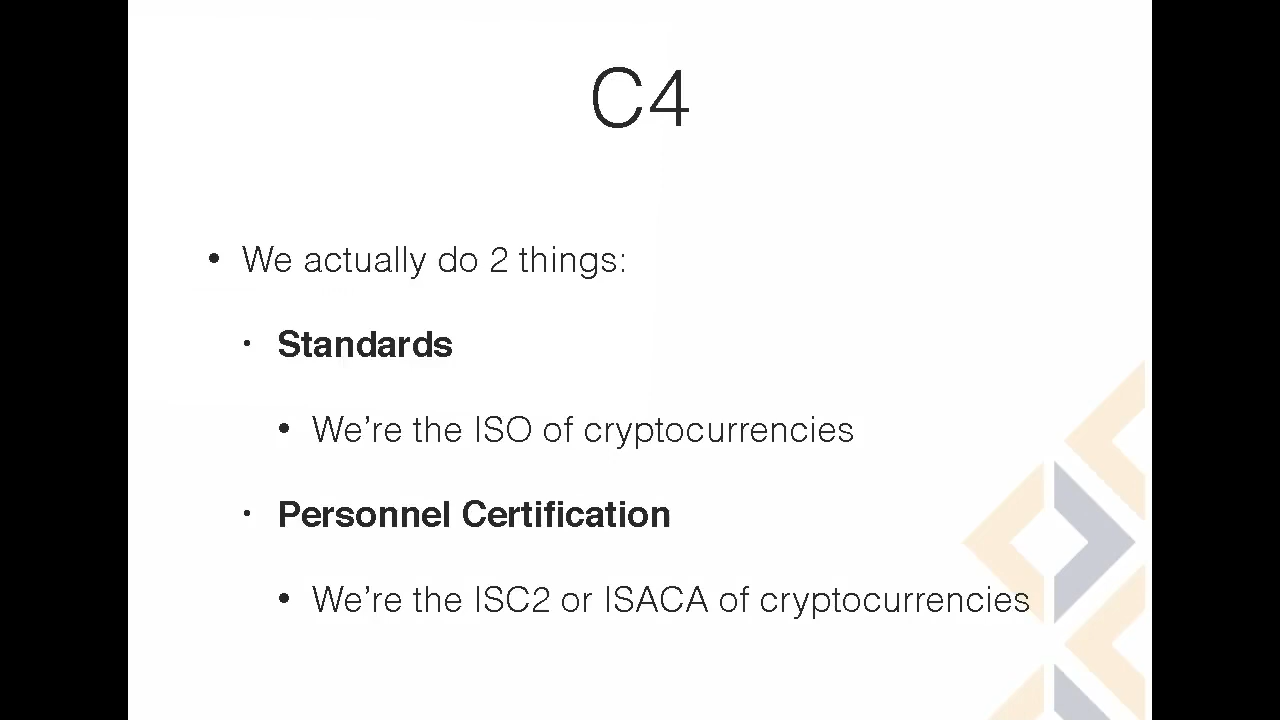 C4
• We actually do 2 things:
• Standards
• We’re the ISO of cryptocurrencies
• Personnel Certification
• We’re the ISC2 or ISACA of cryptocurrencies